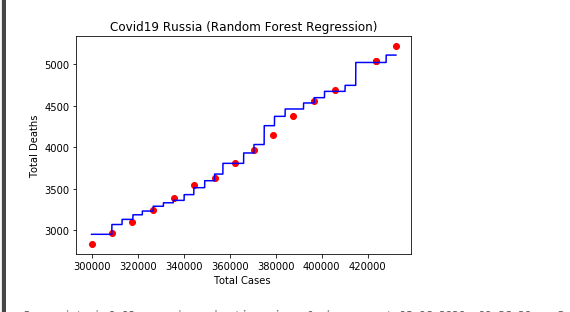 Covid19 Russia (Random Forest Regression)
5000
4500
4000
3500
3000
Total Deaths
300000 320000 340000 360000 380000 400000 420000
Total Cases